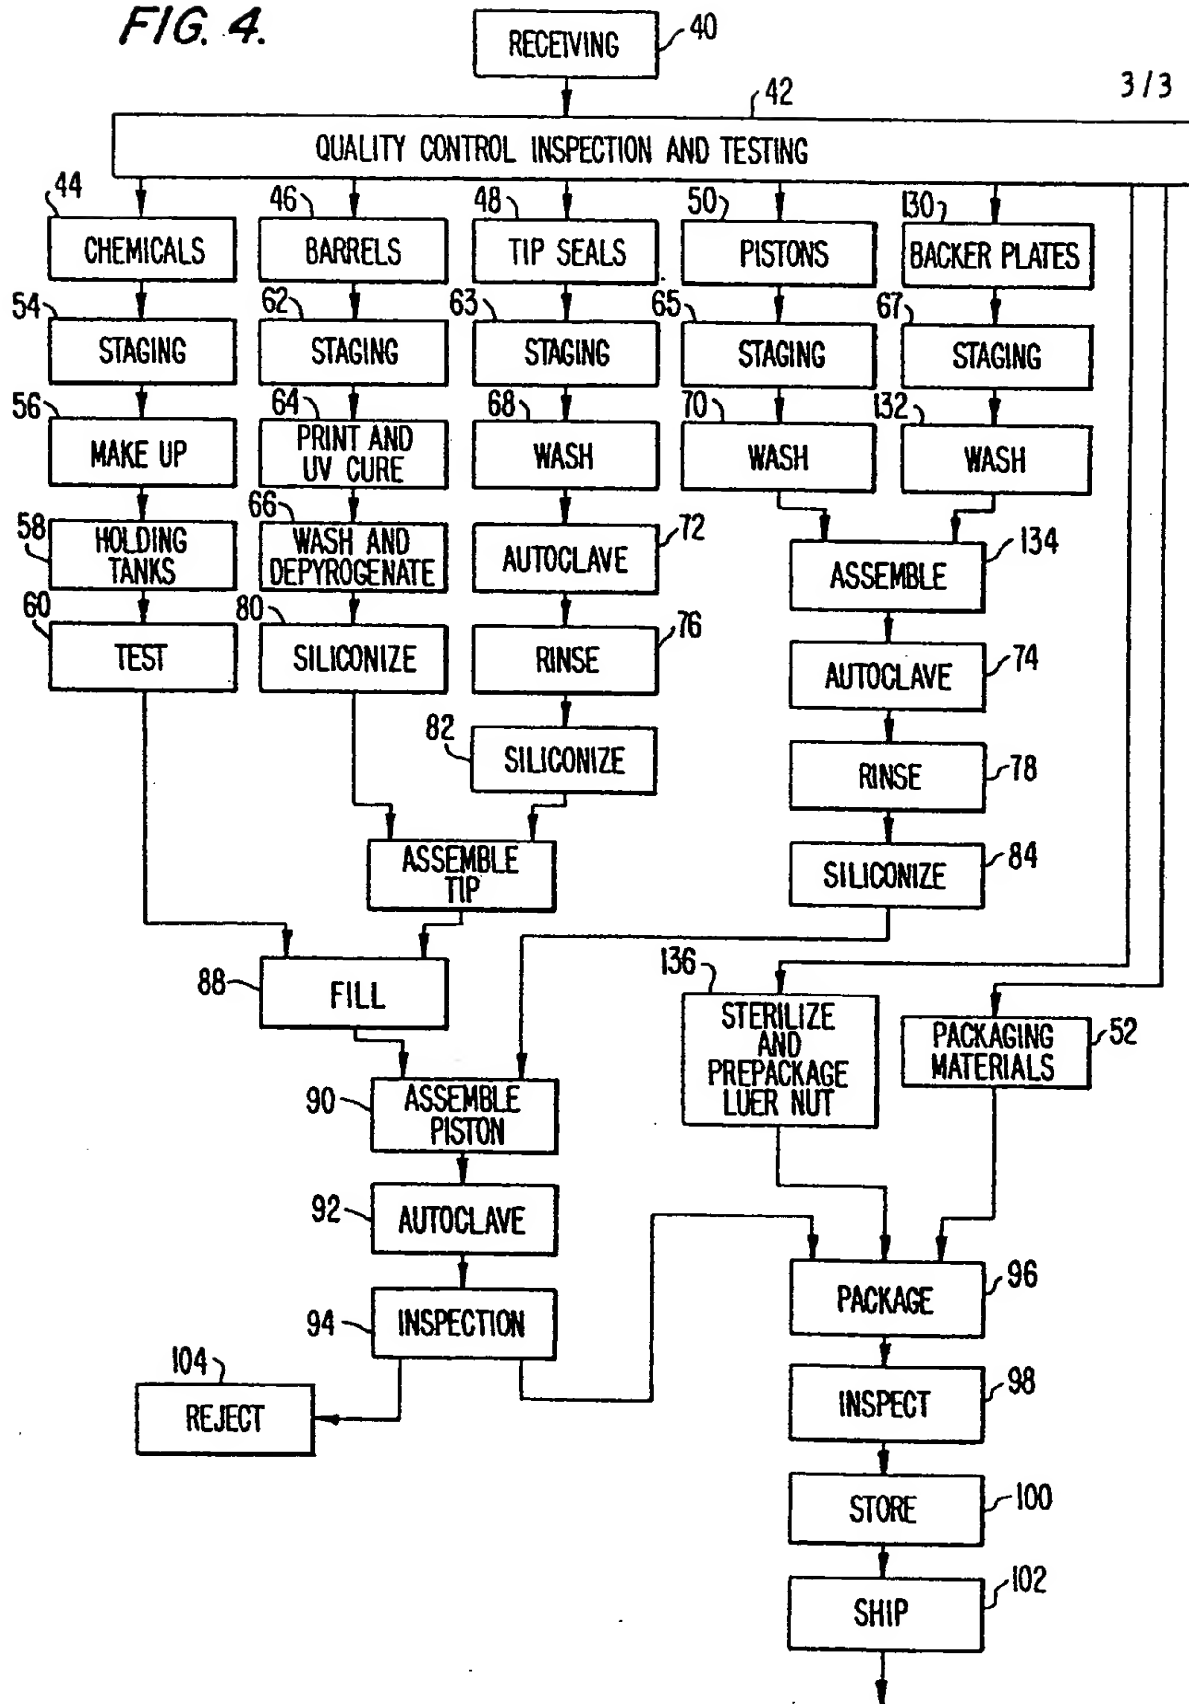 FIG. 4.
RECEIVING
40
3/3
42
QUALITY CONTROL INSPECTION AND TESTING
44
46
48
50
130
CHEMICALS
BARRELS
TIP SEALS
PISTONS
BACKER PLATES
54
62
63
65
67
STAGING
STAGING
STAGING
STAGING
STAGING
56
64
68
70
132
MAKE UP
PRINT AND
UV CURE
WASH
WASH
WASH
58
HOLDING
TANKS
66
WASH AND
DEPYROGENATE
AUTOCLAVE
72
ASSEMBLE
134
60
80
TEST
SILICONIZE
RINSE
76
AUTOCLAVE
74
82
SILICONIZE
RINSE
78
ASSEMBLE
TIP
SILICONIZE
84
88
FILL
136
STERILIZE
AND
PREPACKAGE
LUER NUT
PACKAGING
MATERIALS
52
90
ASSEMBLE
PISTON
92
AUTOCLAVE
94
INSPECTION
PACKAGE
96
104
REJECT
INSPECT
98
STORE
100
SHIP
102